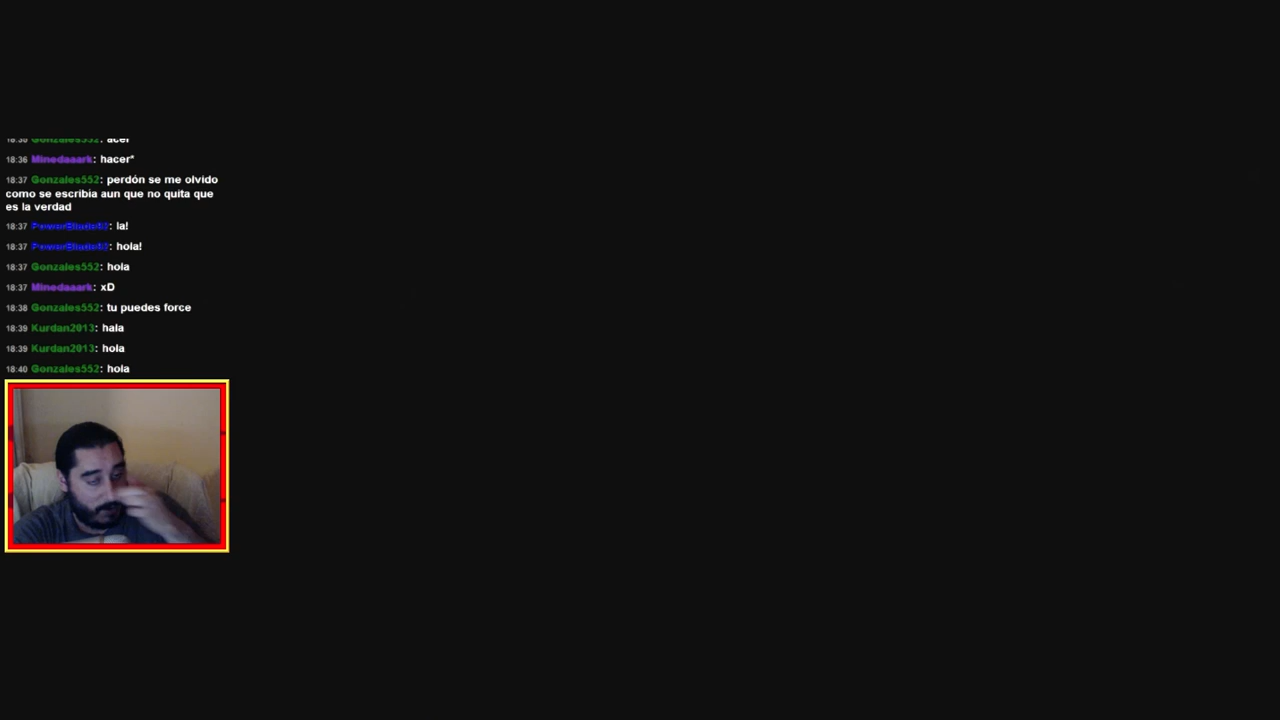 Gonzales552: acer
18:36 Minedaaark: hacer*
18:37 Gonzales552: perdón se me olvido
como se escribia aun que no quita que
es la verdad
18:37 : la!
18:37 : hola!
18:37 Gonzales552: hola
18:37 Minedaaark: xD
18:38 Gonzales552: tu puedes force
18:39 Kurdan2013: hala
18:39 Kurdan2013: hola
18:40 Gonzales552: hola